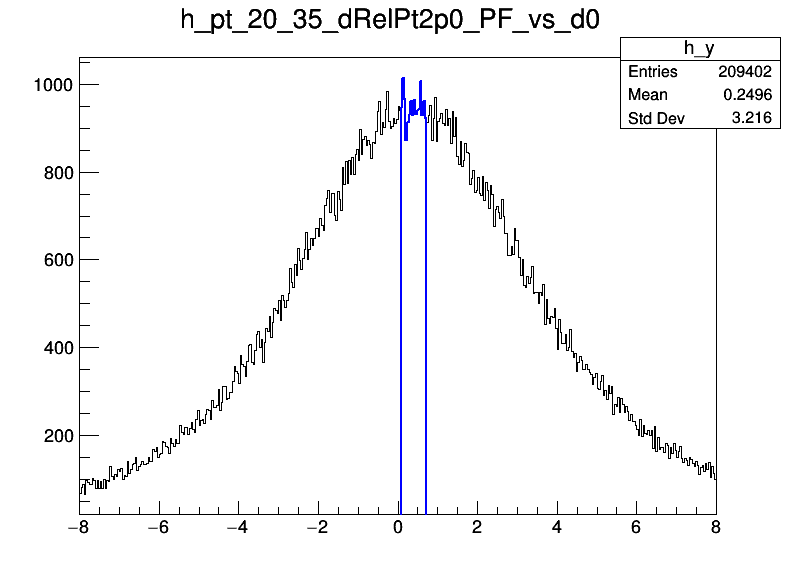 h_pt_20_35_dRelPt2p0_PF_vs_d0
h_y
Entries 209402
Mean 0.2496
Std Dev 3.216
1000
800
600
400
200
−8 −6 −4 −2 0 2 4 6 8